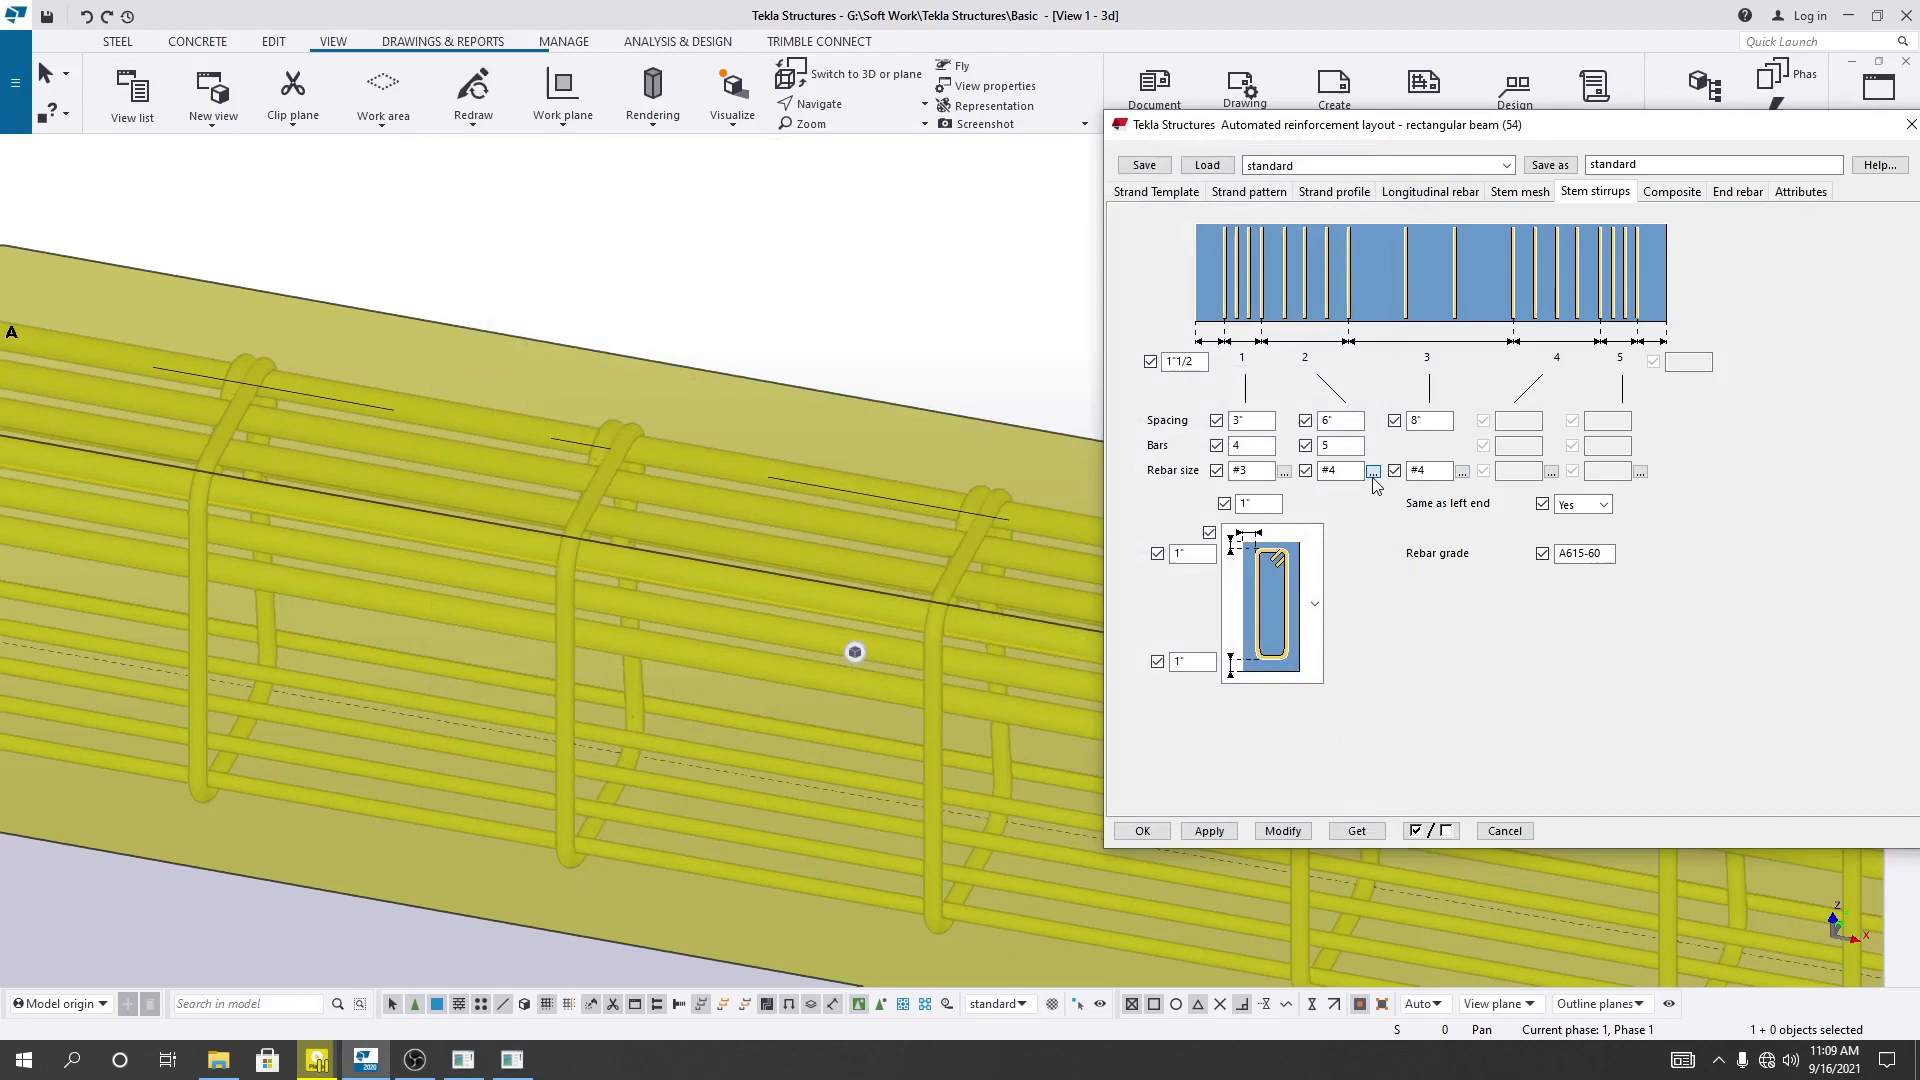 Tekla Structures - G:\Soft Work\Tekla Structures\Basic - [View 1 - 3d]
Log in
STEEL CONCRETE EDIT VIEW DRAWINGS & REPORTS MANAGE ANALYSIS & DESIGN TRIMBLE CONNECT
Quick Launch
View list
New view
Clip plane
Work area
Redraw
Work plane
Rendering
Visualize
Switch to 3D or plane
Navigate
Zoom
Fly
View properties
Representation
Screenshot
Document
Drawing
Create
Design
Phas
Tekla Structures Automated reinforcement layout - rectangular beam (54)
Save Load standard Save as standard Help...
Strand Template Strand pattern Strand profile Longitudinal rebar Stem mesh Stem stirrups Composite End rebar Attributes
A
1"1/2 1 2 3 4 5
Spacing 3" 6" 8"
Bars 4 5
Rebar size #3 ... #4 ... #4 ... ... ...
1" Same as left end Yes
1" Rebar grade A615-60
1"
OK Apply Modify Get / Cancel
Z
X
Model origin Search in model standard Auto View plane Outline planes
S 0 Pan Current phase: 1, Phase 1 1 + 0 objects selected
2020
11:09 AM
9/16/2021